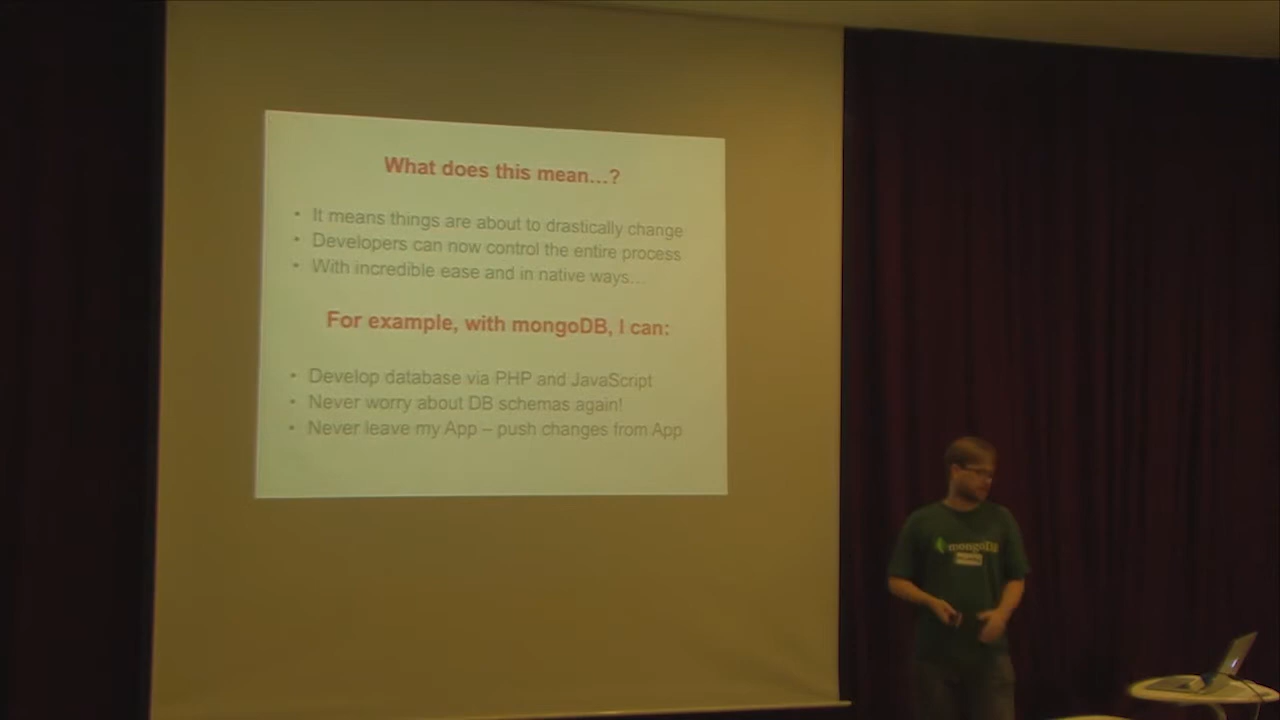 What does this mean...?
• It means things are about to drastically change
• Developers can now control the entire process
• With incredible ease and in native ways...
For example, with mongoDB, I can:
• Develop database via PHP and JavaScript
• Never worry about DB schemas again!
• Never leave my App – push changes from App
mongoDB